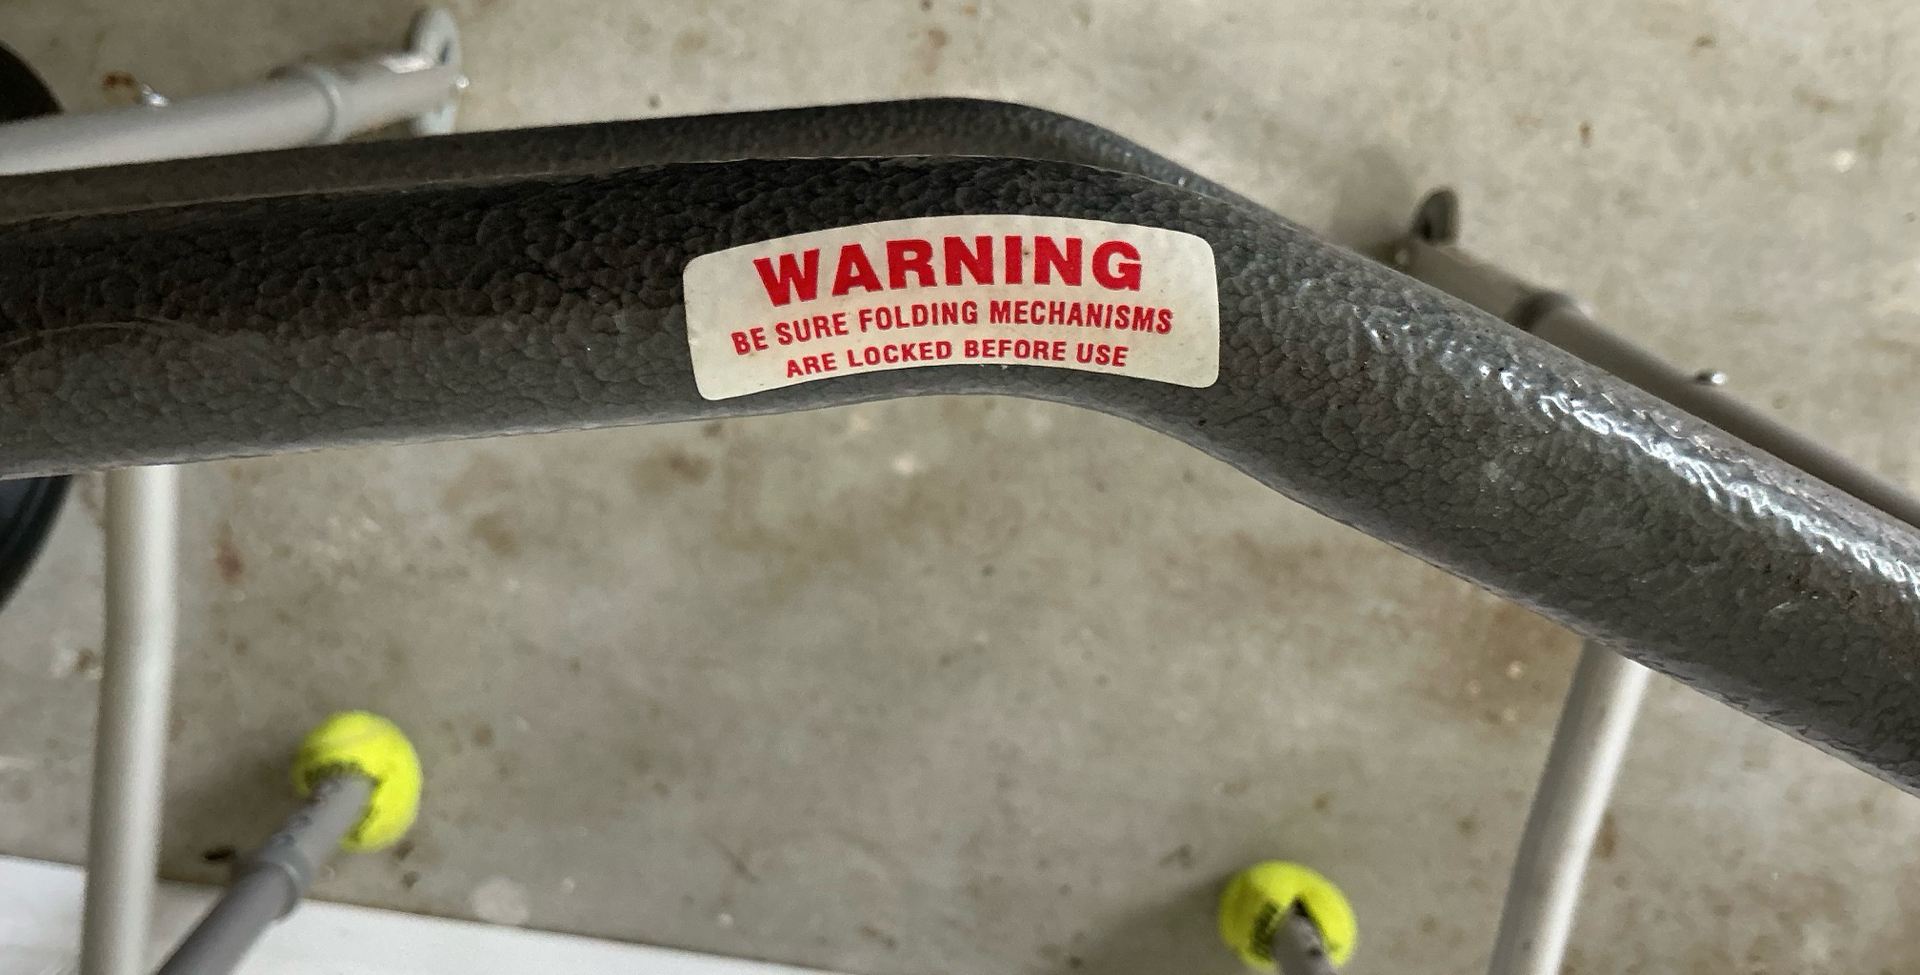 WARNING
BE SURE FOLDING MECHANISMS
ARE LOCKED BEFORE USE